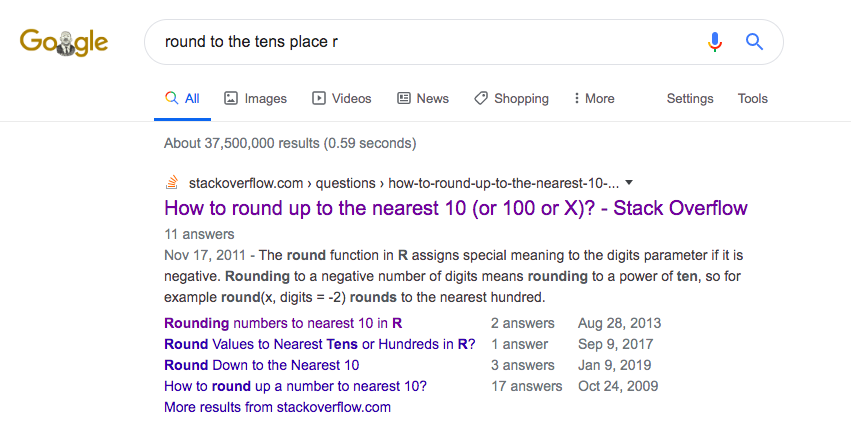 Google
round to the tens place r
All Images Videos News Shopping More Settings Tools
About 37,500,000 results (0.59 seconds)
stackoverflow.com › questions › how-to-round-up-to-the-nearest-10-...
How to round up to the nearest 10 (or 100 or X)? - Stack Overflow
11 answers
Nov 17, 2011 - The round function in R assigns special meaning to the digits parameter if it is
negative. Rounding to a negative number of digits means rounding to a power of ten, so for
example round(x, digits = -2) rounds to the nearest hundred.
Rounding numbers to nearest 10 in R 2 answers Aug 28, 2013
Round Values to Nearest Tens or Hundreds in R? 1 answer Sep 9, 2017
Round Down to the Nearest 10 3 answers Jan 9, 2019
How to round up a number to nearest 10? 17 answers Oct 24, 2009
More results from stackoverflow.com